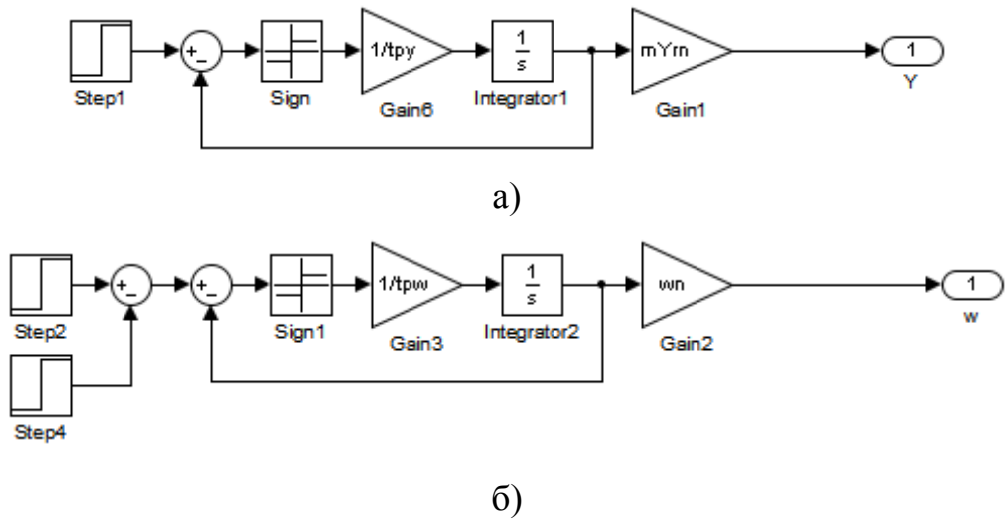 +
−
1/tpy
1
s
mYrn
1
Step1
Sign
Gain6
Integrator1
Gain1
Y
а)
+
−
+
−
1/tpw
1
s
wn
1
Step2
Sign1
Gain3
Integrator2
Gain2
w
Step4
б)